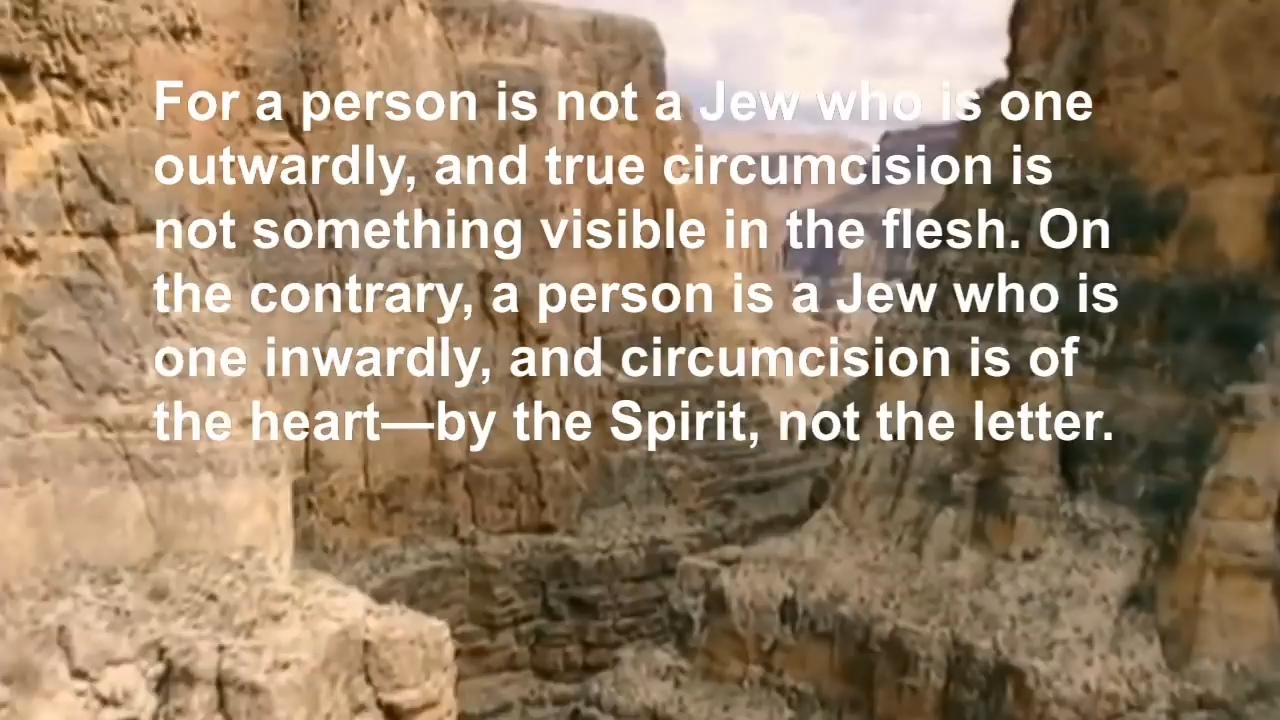 For a person is not a Jew who is one
outwardly, and true circumcision is
not something visible in the flesh. On
the contrary, a person is a Jew who is
one inwardly, and circumcision is of
the heart—by the Spirit, not the letter.